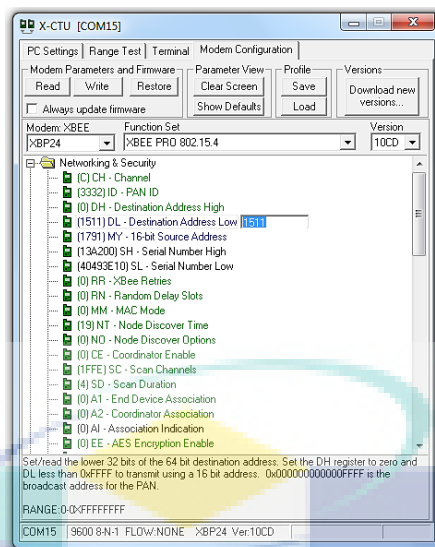 X-CTU [COM15]
PC Settings Range Test Terminal Modem Configuration
Modem Parameters and Firmware Parameter View Profile Versions
Read Write Restore Clear Screen Save Download new versions...
Always update firmware Show Defaults Load
Modem: XBEE Function Set Version
XBP24 XBEE PRO 802.15.4 10CD
Networking & Security
(C) CH - Channel
(3332) ID - PAN ID
(0) DH - Destination Address High
(1511) DL - Destination Address Low 1511
(1791) MY - 16-bit Source Address
(13A200) SH - Serial Number High
(40493E10) SL - Serial Number Low
(0) RR - XBee Retries
(0) RN - Random Delay Slots
(0) MM - MAC Mode
(19) NT - Node Discover Time
(0) NO - Node Discover Options
(0) CE - Coordinator Enable
(1FFE) SC - Scan Channels
(4) SD - Scan Duration
(0) A1 - End Device Association
(0) A2 - Coordinator Association
(0) AI - Association Indication
(0) EE - AES Encryption Enable
Set/read the lower 32 bits of the 64 bit destination address. Set the DH register to zero and
DL less than 0xFFFF to transmit using a 16 bit address. 0x000000000000FFFF is the
broadcast address for the PAN.
RANGE:0-0XFFFFFFFF
COM15 9600 8-N-1 FLOW:NONE XBP24 Ver:10CD